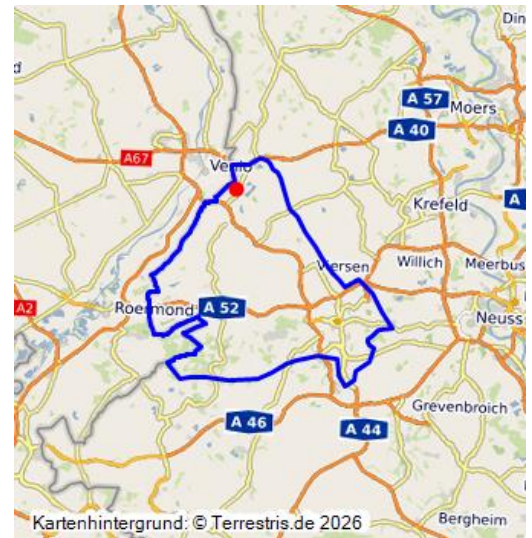 Din
A 57
Moers
A 40
A67
Venlo
Krefeld
A
Viersen
Willich
Meerbus
A2
Roermond
A 52
Neuss
Grevenbroich
A 46
A 44
Bergheim
Kartenhintergrund: © Terrestris.de 2026